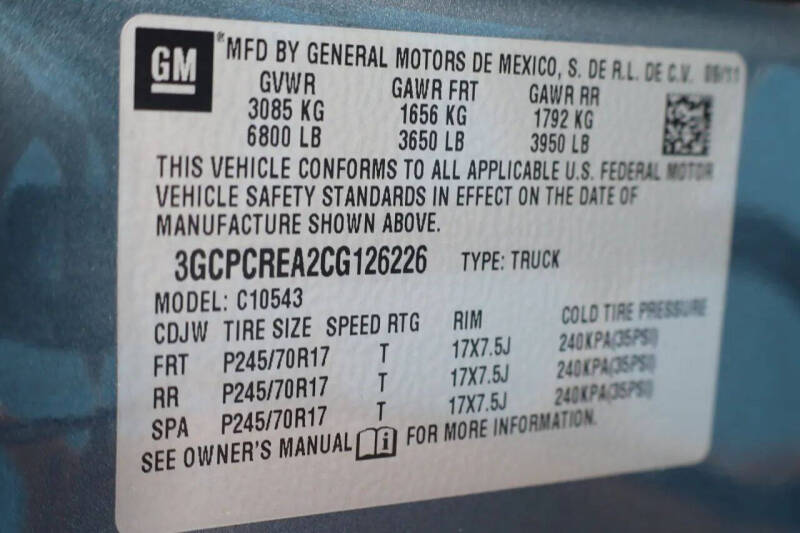 GM
®MFD BY GENERAL MOTORS DE MEXICO, S. DE R.L. DE C.V.
GVWR GAWR FRT GAWR RR
3085 KG 1656 KG 1792 KG
6800 LB 3650 LB 3950 LB
THIS VEHICLE CONFORMS TO ALL APPLICABLE U.S. FEDERAL MOTOR
VEHICLE SAFETY STANDARDS IN EFFECT ON THE DATE OF
MANUFACTURE SHOWN ABOVE.
3GCPCREA2CG126226 TYPE: TRUCK
MODEL: C10543
CDJW TIRE SIZE SPEED RTG RIM COLD TIRE PRESSURE
FRT P245/70R17 T 17X7.5J 240KPA(35PSI)
RR P245/70R17 T 17X7.5J 240KPA(35PSI)
SPA P245/70R17 T 17X7.5J 240KPA(35PSI)
SEE OWNER'S MANUAL i FOR MORE INFORMATION.